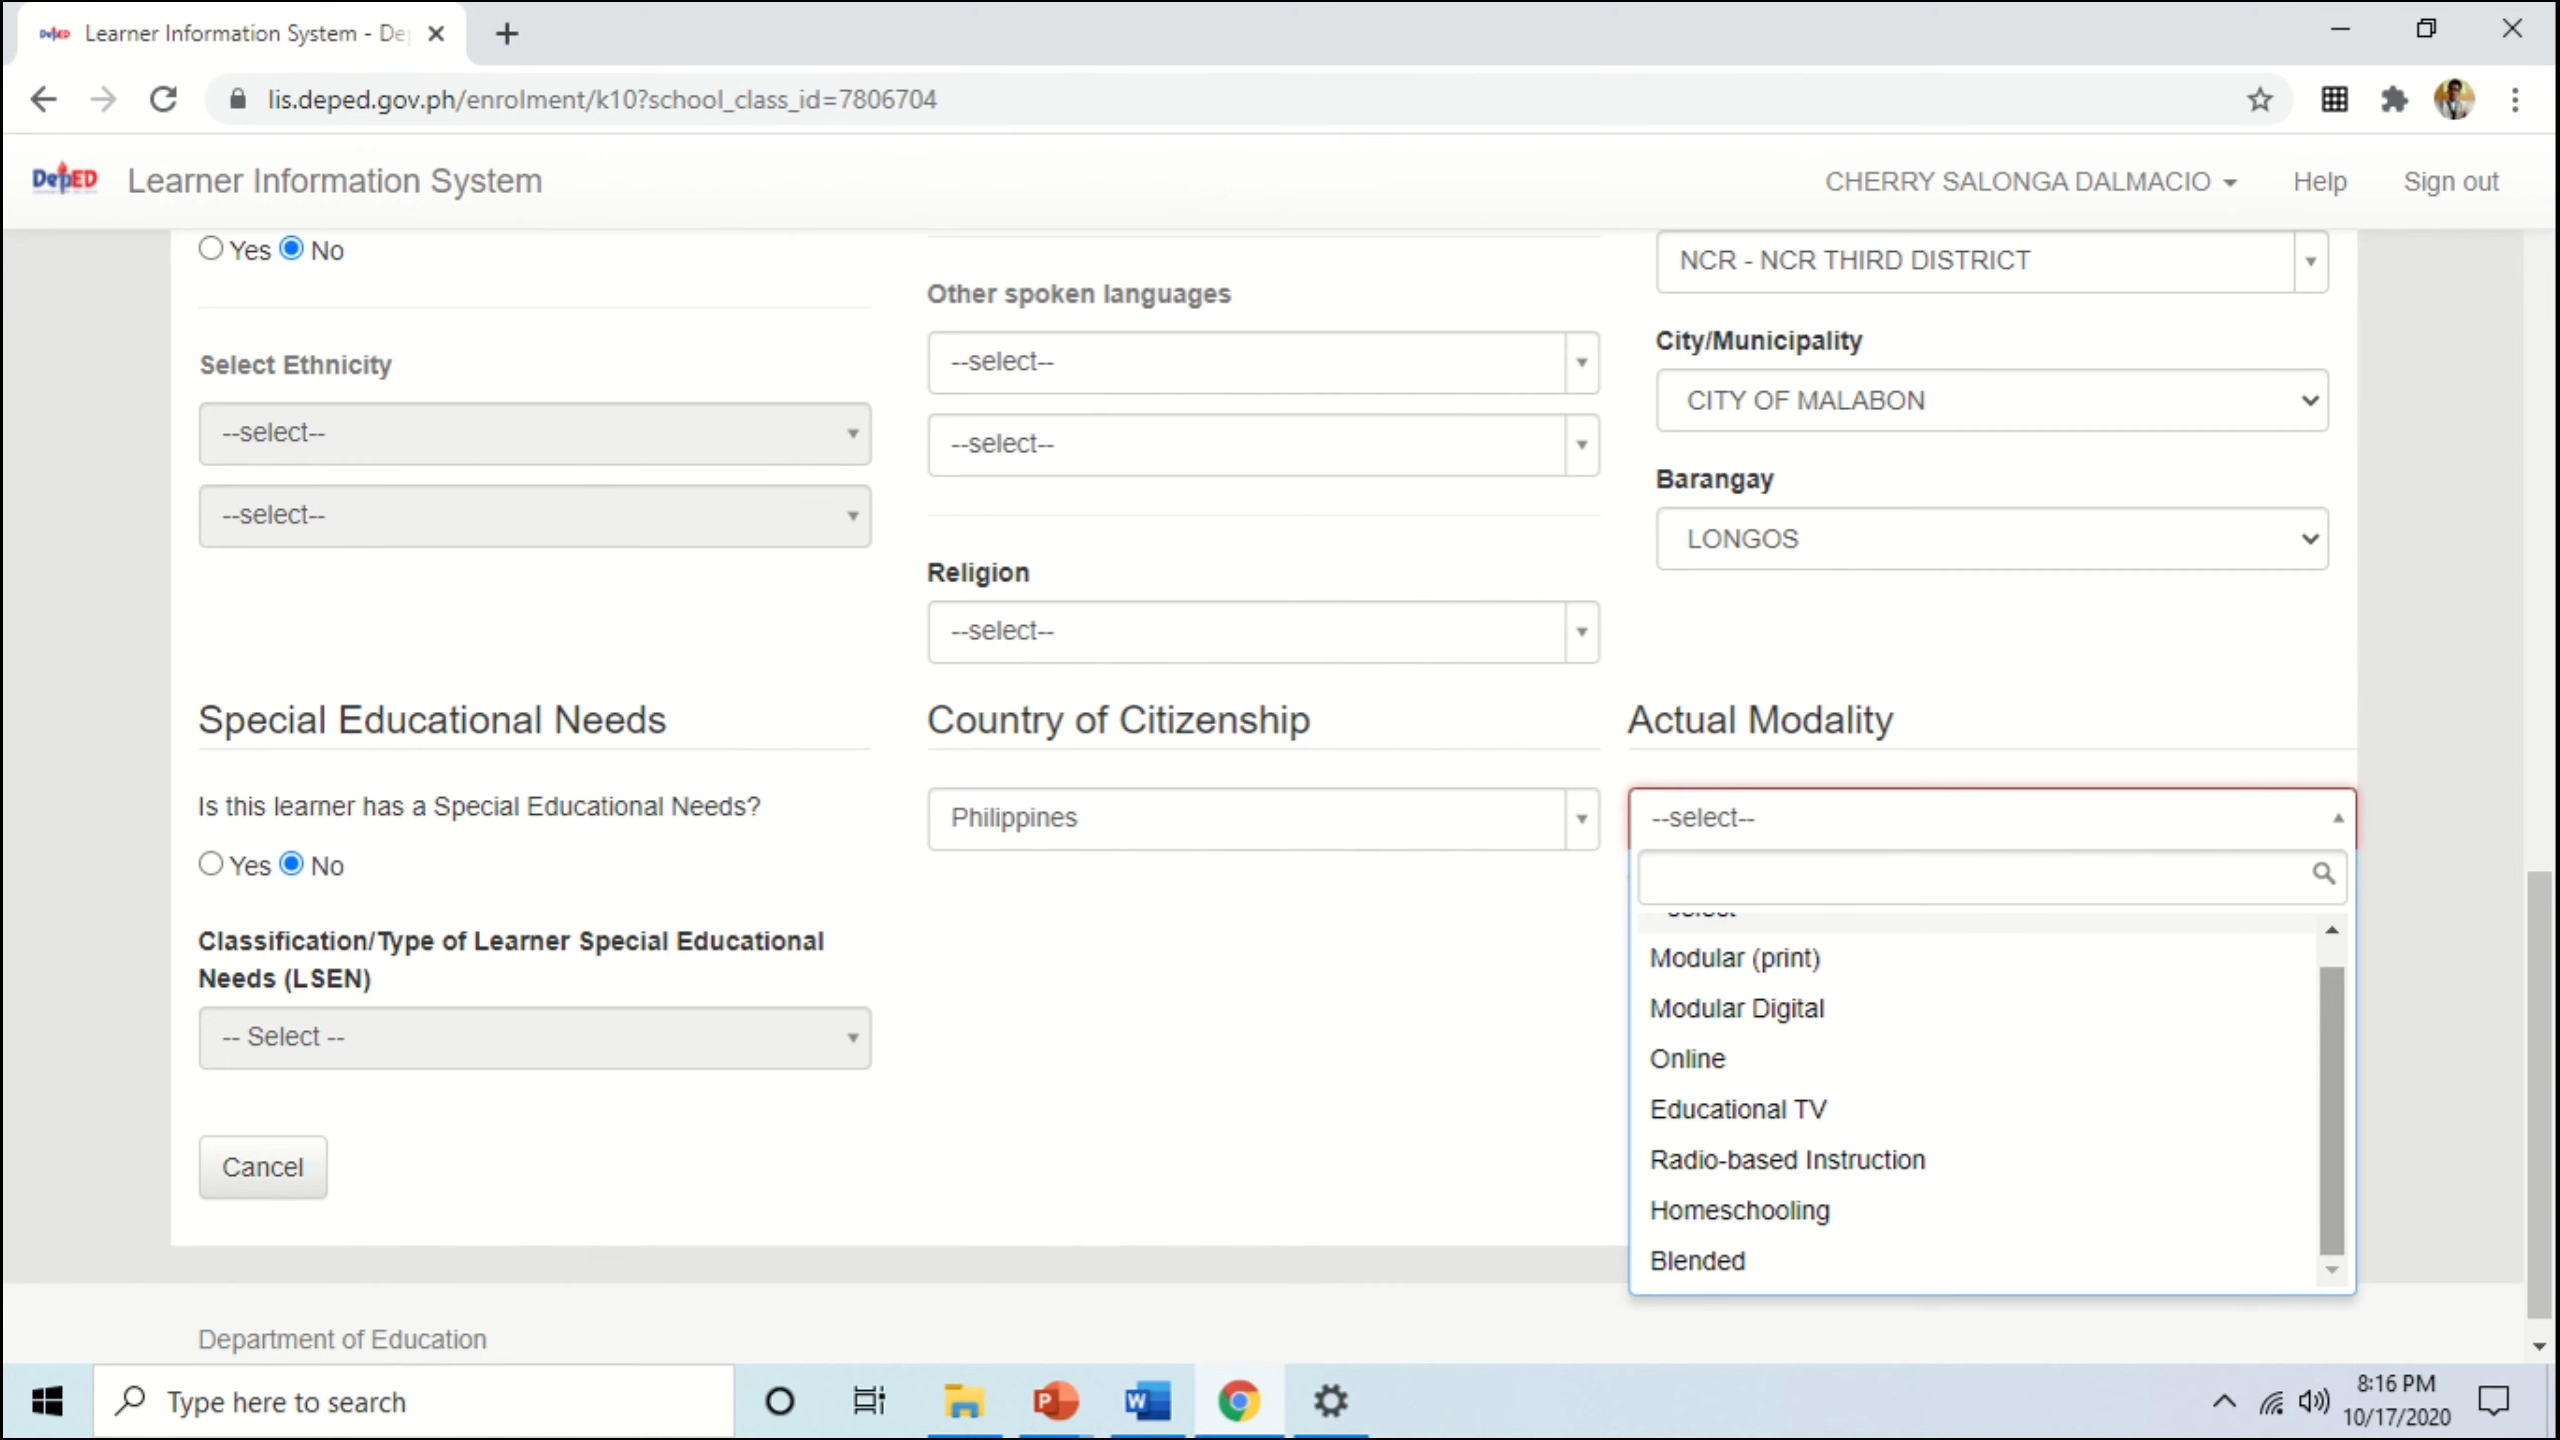 DepED Learner Information System - De
lis.deped.gov.ph/enrolment/k10?school_class_id=7806704
DepED Learner Information System
CHERRY SALONGA DALMACIO
Help
Sign out
Yes No
Select Ethnicity
--select--
--select--
Other spoken languages
--select--
--select--
Religion
--select--
NCR - NCR THIRD DISTRICT
City/Municipality
CITY OF MALABON
Barangay
LONGOS
Special Educational Needs
Is this learner has a Special Educational Needs?
Yes No
Classification/Type of Learner Special Educational
Needs (LSEN)
-- Select --
Cancel
Country of Citizenship
Philippines
Actual Modality
--select--
Modular (print)
Modular Digital
Online
Educational TV
Radio-based Instruction
Homeschooling
Blended
Department of Education
Type here to search
8:16 PM
10/17/2020